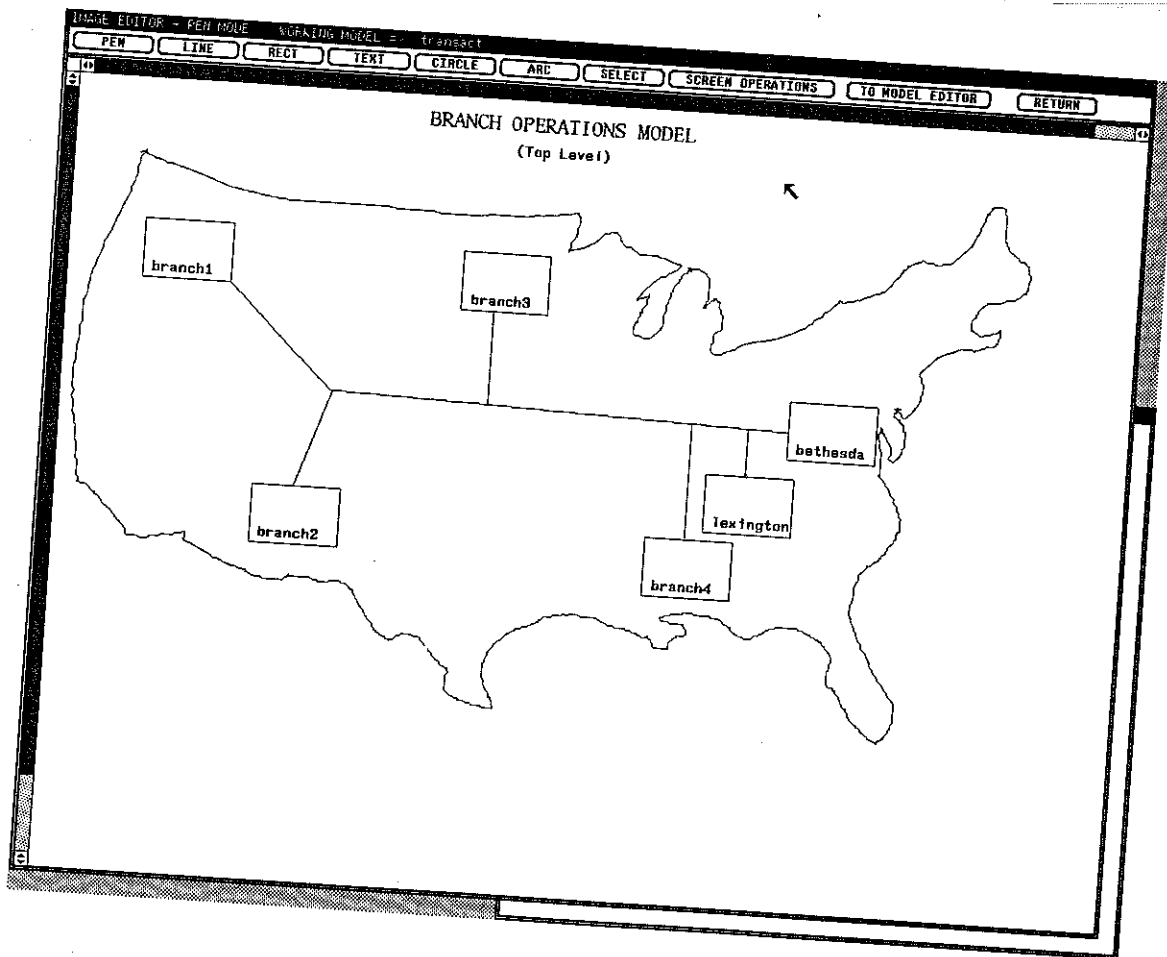 IMAGE EDITOR - PEN MODE WORKING MODEL = transact
PEN LINE RECT TEXT CIRCLE ARC SELECT SCREEN OPERATIONS TO MODEL EDITOR RETURN
BRANCH OPERATIONS MODEL
(Top Level)
branch1
branch3
bethesda
lexington
branch2
branch4